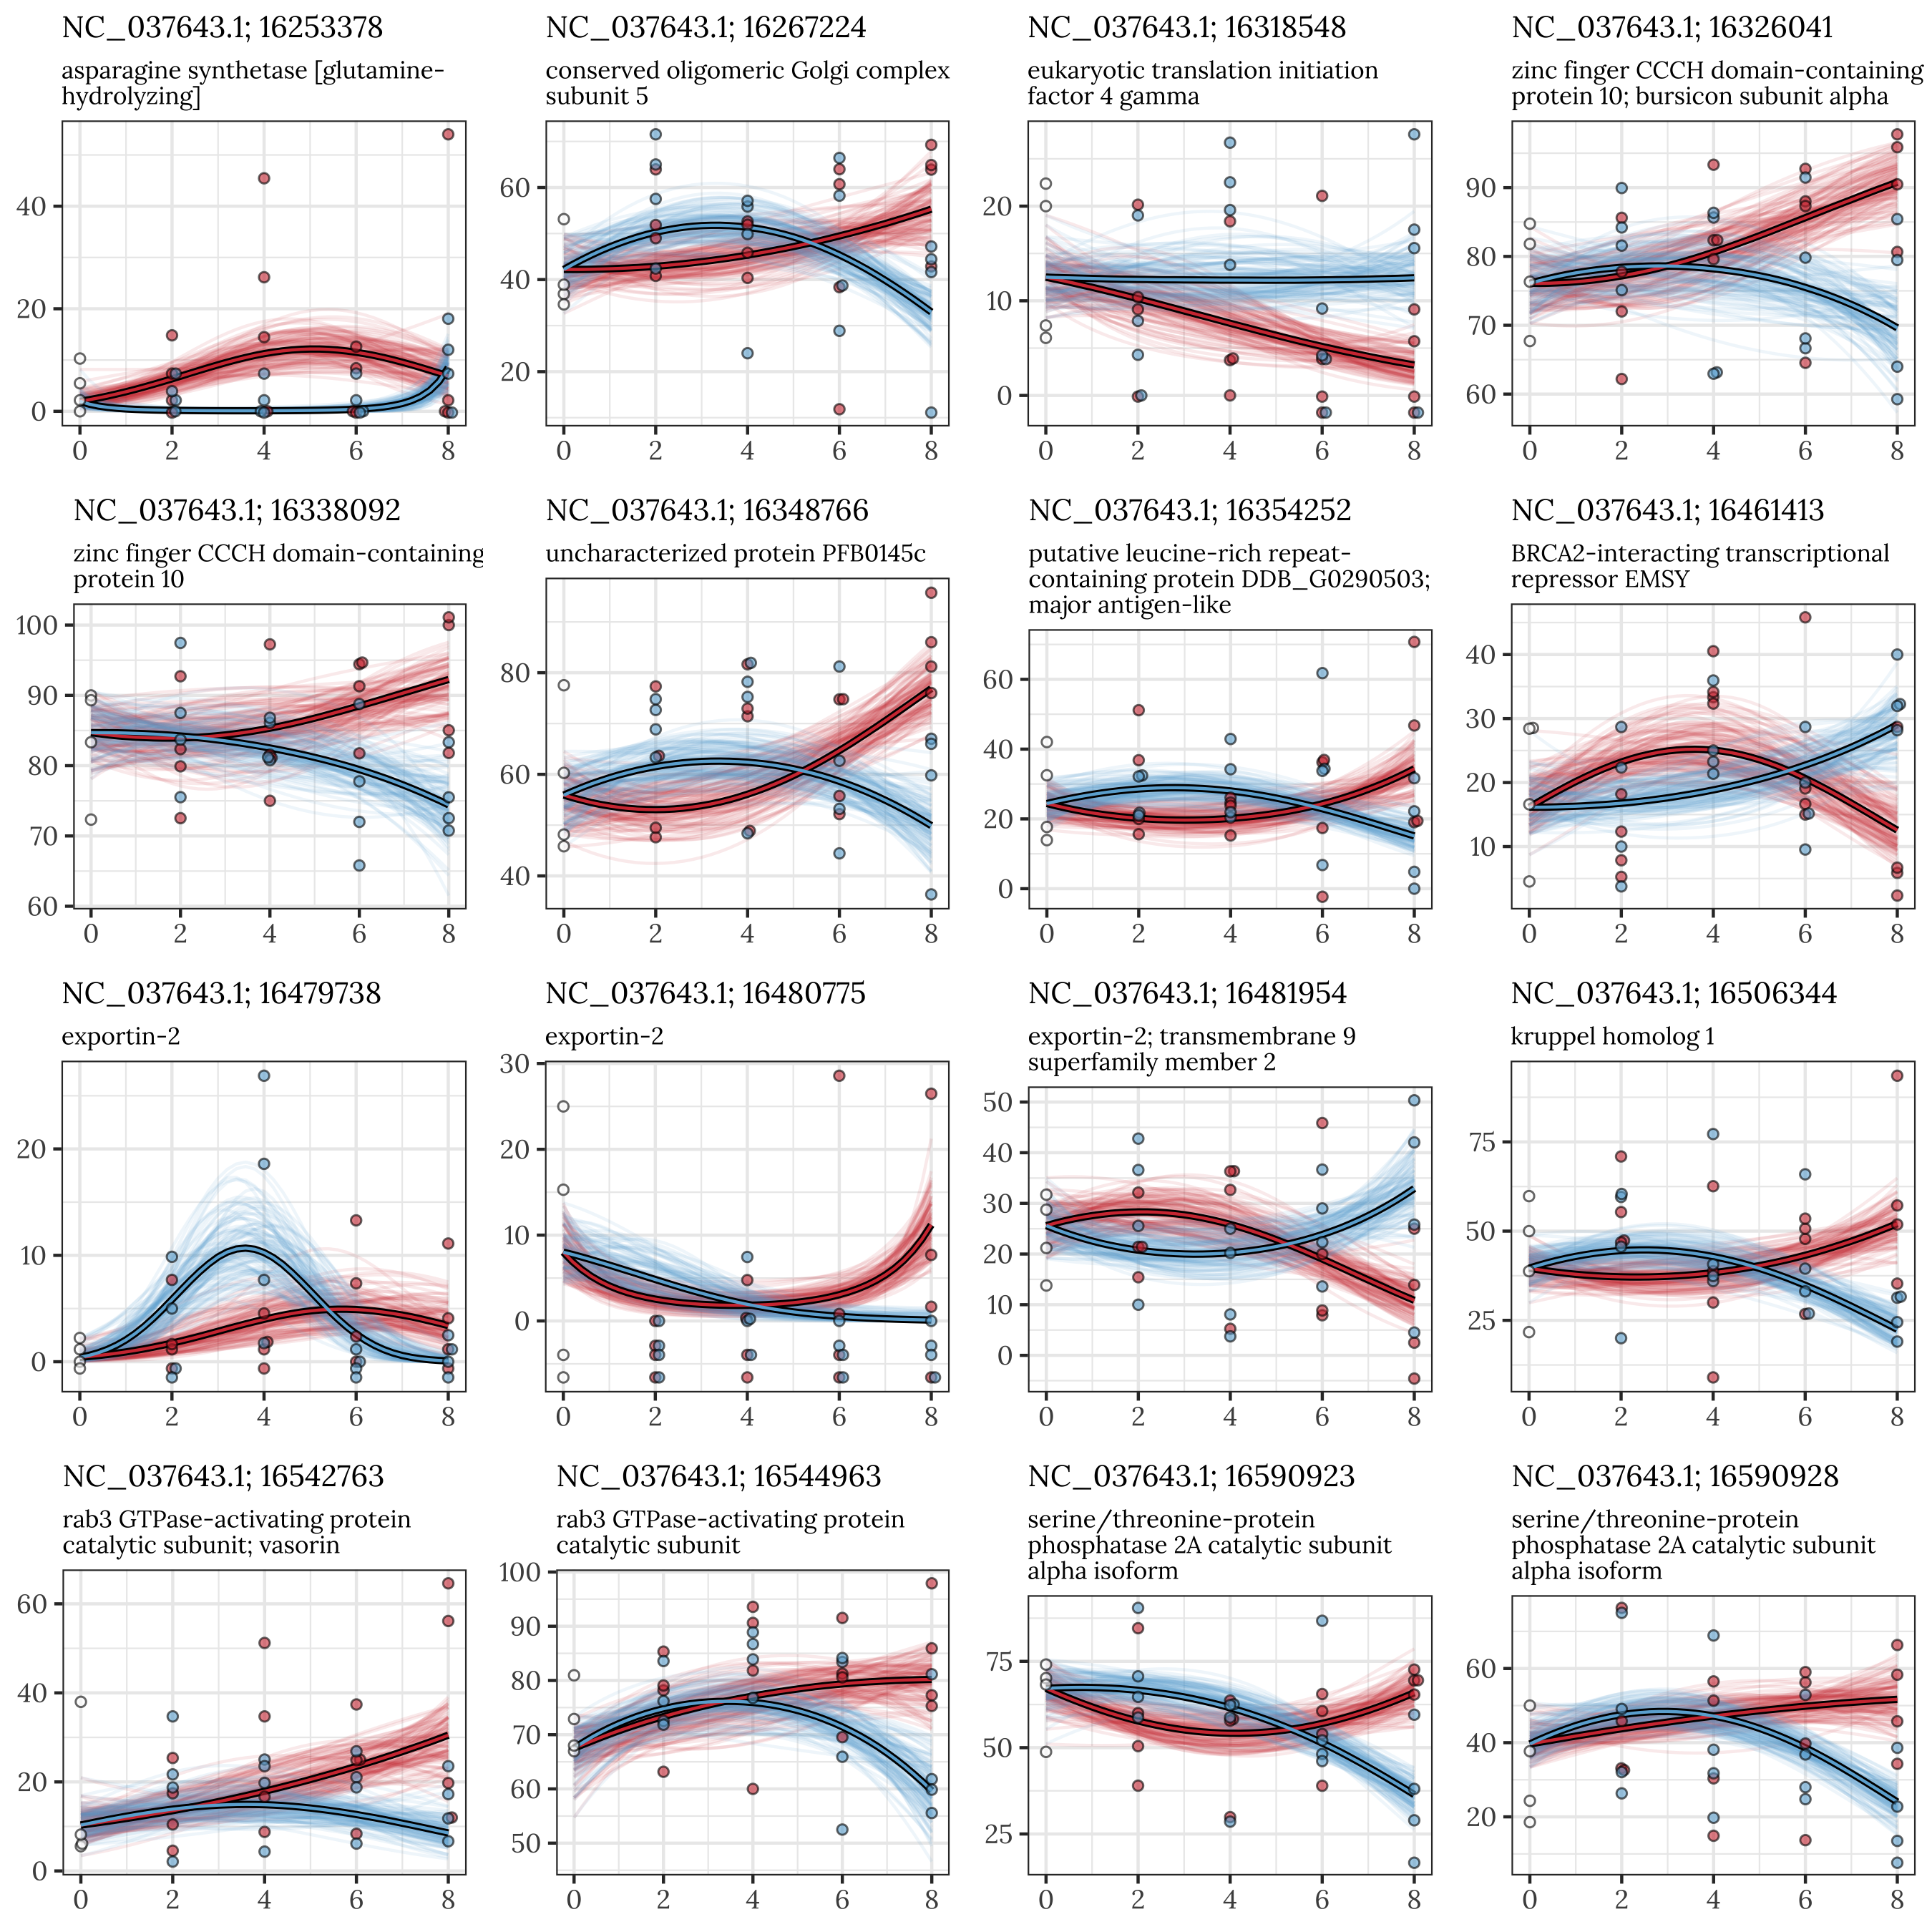 NC_037643.1; 16253378
asparagine synthetase [glutamine-
hydrolyzing]
40
20
0
0 2 4 6 8
NC_037643.1; 16267224
conserved oligomeric Golgi complex
subunit 5
60
40
20
0 2 4 6 8
NC_037643.1; 16318548
eukaryotic translation initiation
factor 4 gamma
20
10
0
0 2 4 6 8
NC_037643.1; 16326041
zinc finger CCCH domain-containing
protein 10; bursicon subunit alpha
90
80
70
60
0 2 4 6 8
NC_037643.1; 16338092
zinc finger CCCH domain-containing
protein 10
100
90
80
70
60
0 2 4 6 8
NC_037643.1; 16348766
uncharacterized protein PFB0145c
80
60
40
0 2 4 6 8
NC_037643.1; 16354252
putative leucine-rich repeat-
containing protein DDB_G0290503;
major antigen-like
60
40
20
0
0 2 4 6 8
NC_037643.1; 16461413
BRCA2-interacting transcriptional
repressor EMSY
40
30
20
10
0 2 4 6 8
NC_037643.1; 16479738
exportin-2
20
10
0
0 2 4 6 8
NC_037643.1; 16480775
exportin-2
30
20
10
0
0 2 4 6 8
NC_037643.1; 16481954
exportin-2; transmembrane 9
superfamily member 2
50
40
30
20
10
0
0 2 4 6 8
NC_037643.1; 16506344
kruppel homolog 1
75
50
25
0 2 4 6 8
NC_037643.1; 16542763
rab3 GTPase-activating protein
catalytic subunit; vasorin
60
40
20
0
0 2 4 6 8
NC_037643.1; 16544963
rab3 GTPase-activating protein
catalytic subunit
100
90
80
70
60
50
0 2 4 6 8
NC_037643.1; 16590923
serine/threonine-protein
phosphatase 2A catalytic subunit
alpha isoform
75
50
25
0 2 4 6 8
NC_037643.1; 16590928
serine/threonine-protein
phosphatase 2A catalytic subunit
alpha isoform
60
40
20
0 2 4 6 8